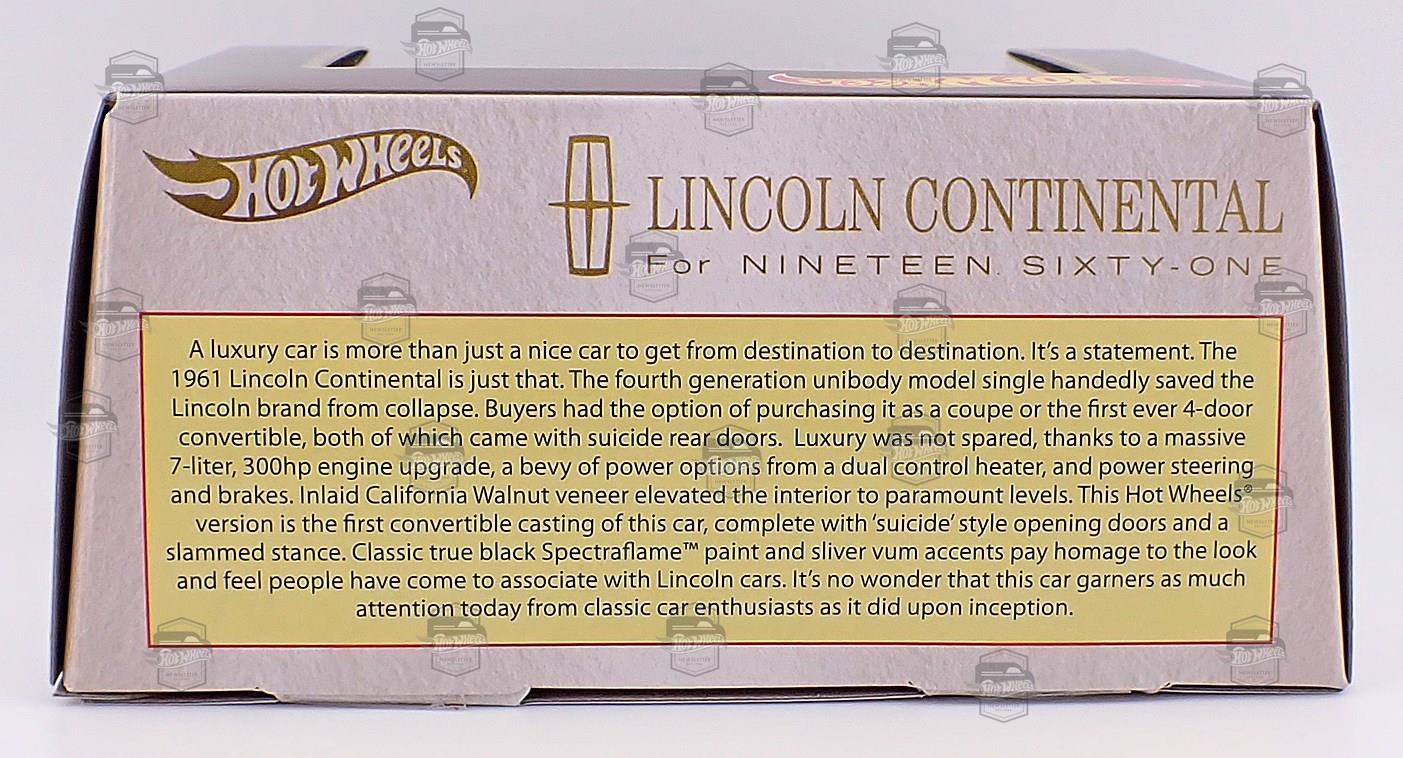 HOT WHEELS
LINCOLN CONTINENTAL
For NINETEEN SIXTY-ONE
A luxury car is more than just a nice car to get from destination to destination. It's a statement. The
1961 Lincoln Continental is just that. The fourth generation unibody model single handedly saved the
Lincoln brand from collapse. Buyers had the option of purchasing it as a coupe or the first ever 4-door
convertible, both of which came with suicide rear doors. Luxury was not spared, thanks to a massive
7-liter, 300hp engine upgrade, a bevy of power options from a dual control heater, and power steering
and brakes. Inlaid California Walnut veneer elevated the interior to paramount levels. This Hot Wheels®
version is the first convertible casting of this car, complete with 'suicide' style opening doors and a
slammed stance. Classic true black Spectraflame™ paint and sliver vum accents pay homage to the look
and feel people have come to associate with Lincoln cars. It's no wonder that this car garners as much
attention today from classic car enthusiasts as it did upon inception.